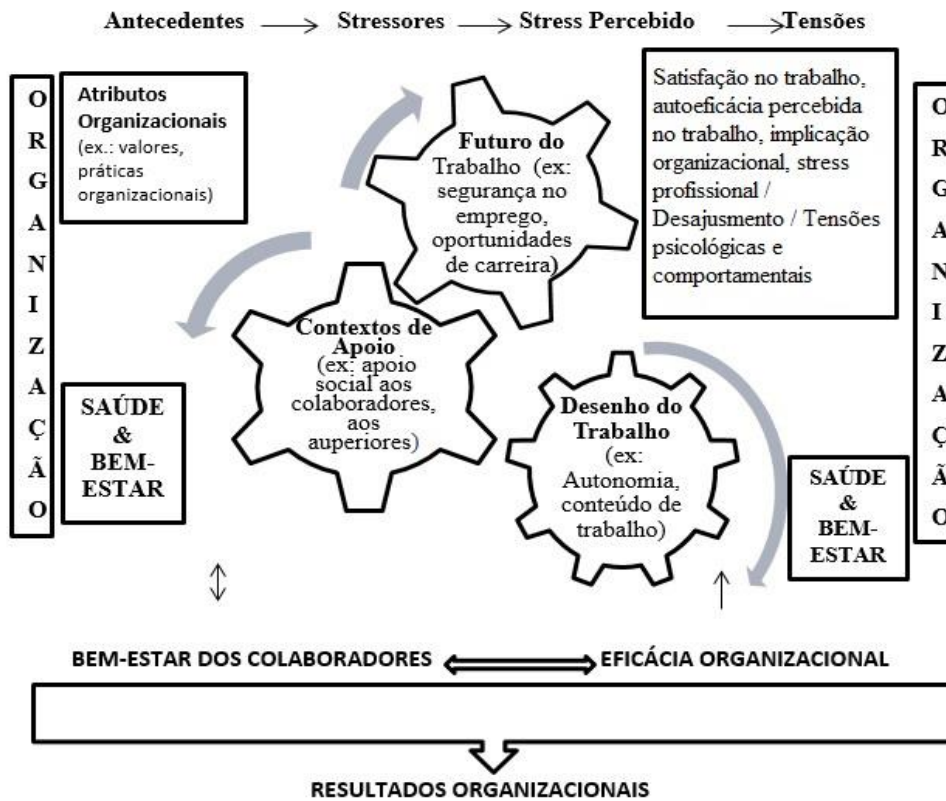 Antecedentes
Stressores
Stress Percebido
Tensões
ORGANIZAÇÃO
Atributos
Organizacionais
(ex.: valores,
práticas
organizacionais)
Futuro do
Trabalho (ex:
segurança no
emprego,
oportunidades
de carreira)
Satisfação no trabalho,
autoeficácia percebida
no trabalho, implicação
organizacional, stress
profissional /
Desajusmento / Tensões
psicológicas e
comportamentais
ORGANIZAÇÃO
Contextos de
Apoio
(ex: apoio
social aos
colaboradores,
aos
auperiores)
SAÚDE
&
BEM-
ESTAR
Desenho do
Trabalho
(ex:
Autonomia,
conteúdo de
trabalho)
SAÚDE
&
BEM-
ESTAR
BEM-ESTAR DOS COLABORADORES
EFICÁCIA ORGANIZACIONAL
RESULTADOS ORGANIZACIONAIS